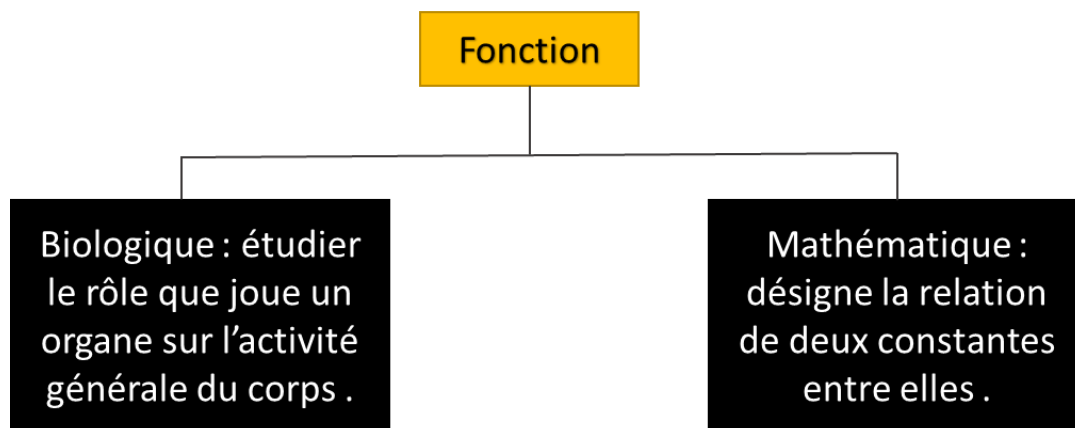 Fonction
Biologique : étudier
le rôle que joue un
organe sur l’activité
générale du corps .
Mathématique :
désigne la relation
de deux constantes
entre elles .